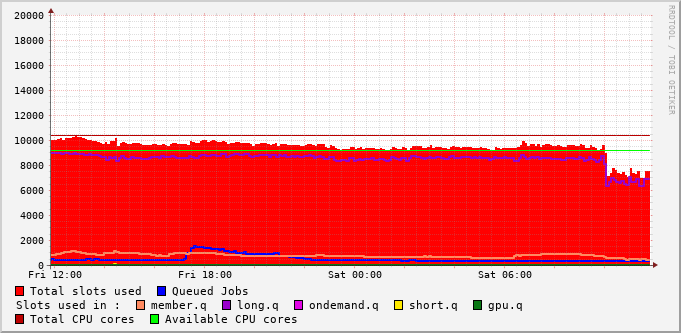 20000
18000
16000
14000
12000
10000
8000
6000
4000
2000
0
Fri 12:00 Fri 18:00 Sat 00:00 Sat 06:00
Total slots used Queued Jobs
Slots used in : member.q long.q ondemand.q short.q gpu.q
Total CPU cores Available CPU cores
RRDTOOL / TOBI OETIKER